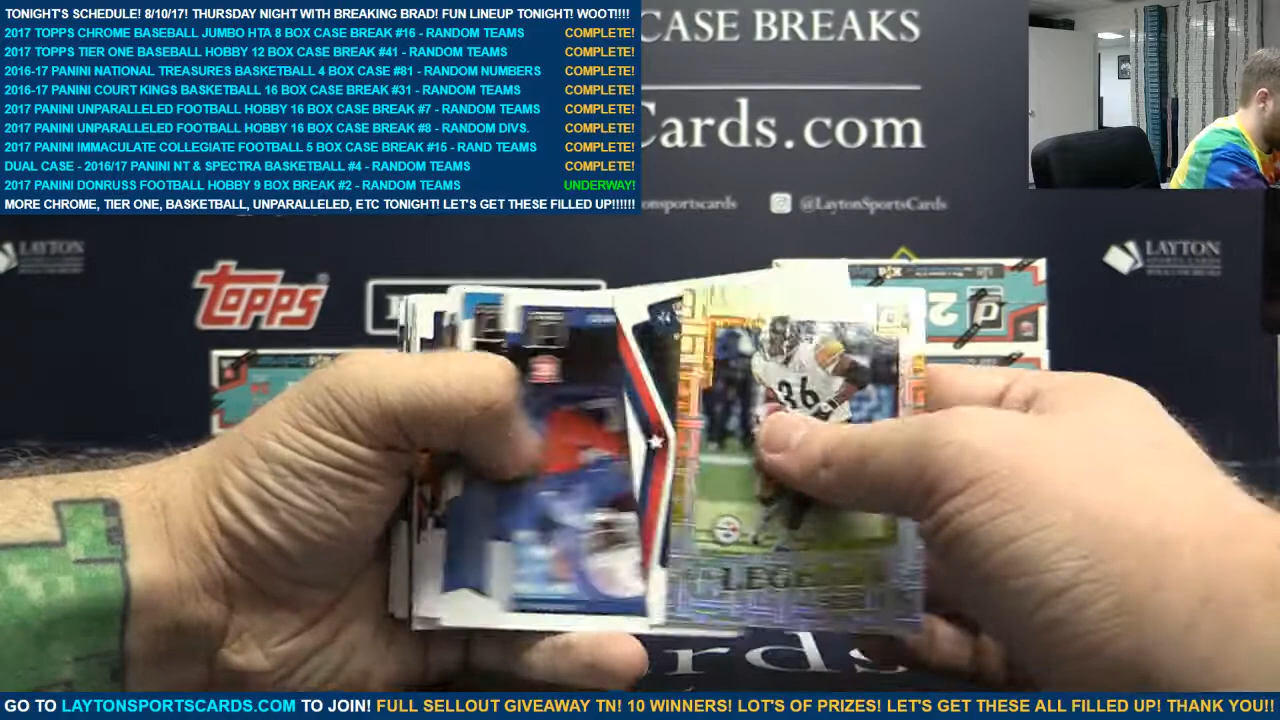 TONIGHT'S SCHEDULE! 8/10/17! THURSDAY NIGHT WITH BREAKING BRAD! FUN LINEUP TONIGHT! WOOT!!!!
2017 TOPPS CHROME BASEBALL JUMBO HTA 8 BOX CASE BREAK #16 - RANDOM TEAMS COMPLETE!
2017 TOPPS TIER ONE BASEBALL HOBBY 12 BOX CASE BREAK #41 - RANDOM TEAMS COMPLETE!
2016-17 PANINI NATIONAL TREASURES BASKETBALL 4 BOX CASE #81 - RANDOM NUMBERS COMPLETE!
2016-17 PANINI COURT KINGS BASKETBALL 16 BOX CASE BREAK #31 - RANDOM TEAMS COMPLETE!
2017 PANINI UNPARALLELED FOOTBALL HOBBY 16 BOX CASE BREAK #7 - RANDOM TEAMS COMPLETE!
2017 PANINI UNPARALLELED FOOTBALL HOBBY 16 BOX CASE BREAK #8 - RANDOM DIVS. COMPLETE!
2017 PANINI IMMACULATE COLLEGIATE FOOTBALL 5 BOX CASE BREAK #15 - RAND TEAMS COMPLETE!
DUAL CASE - 2016/17 PANINI NT & SPECTRA BASKETBALL #4 - RANDOM TEAMS COMPLETE!
2017 PANINI DONRUSS FOOTBALL HOBBY 9 BOX BREAK #2 - RANDOM TEAMS UNDERWAY!
MORE CHROME, TIER ONE, BASKETBALL, UNPARALLELED, ETC TONIGHT! LET'S GET THESE FILLED UP!!!!!!
CASE BREAKS
Cards.com
onsportscards @LaytonSportsCards
LAYTON
LAYTON
TOPPS
36
LEGE
rds
GO TO LAYTONSPORTSCARDS.COM TO JOIN! FULL SELLOUT GIVEAWAY TN! 10 WINNERS! LOT'S OF PRIZES! LET'S GET THESE ALL FILLED UP! THANK YOU!!